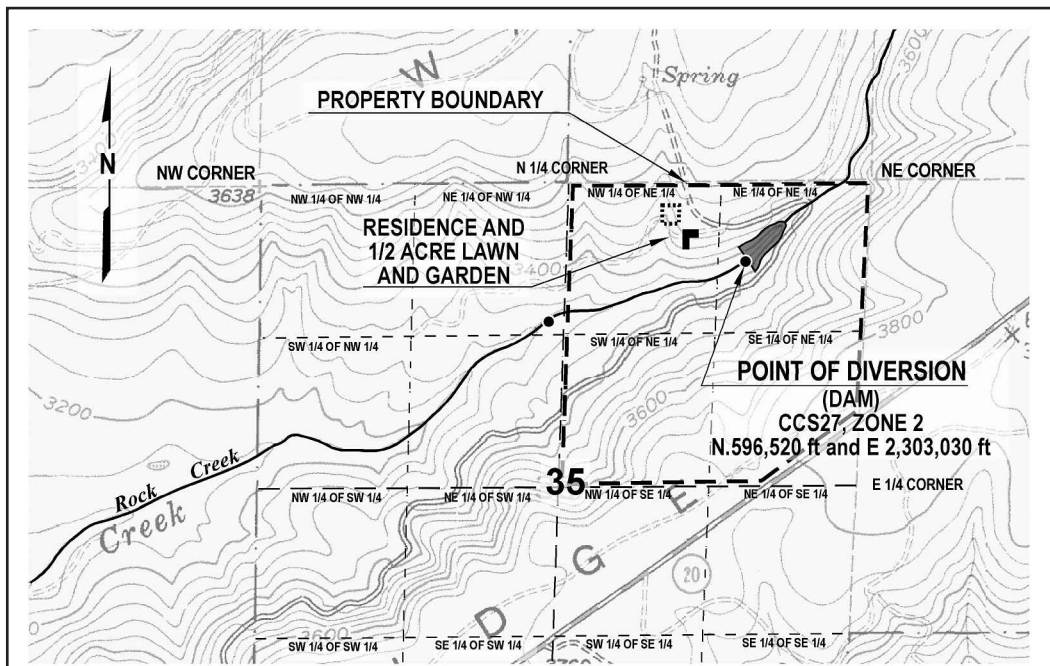 W
Spring
3600
PROPERTY BOUNDARY
N
NW CORNER
N 1/4 CORNER
NE CORNER
3638
NW 1/4 OF NW 1/4
NE 1/4 OF NW 1/4
NW 1/4 OF NE 1/4
NE 1/4 OF NE 1/4
RESIDENCE AND
1/2 ACRE LAWN
AND GARDEN
3400
3400
SW 1/4 OF NW 1/4
SW 1/4 OF NE 1/4
SE 1/4 OF NE 1/4
3800
POINT OF DIVERSION
(DAM)
CCS27, ZONE 2
N.596,520 ft and E 2,303,030 ft
3200
3600
Rock Creek
Creek
35
NW 1/4 OF SW 1/4
NE 1/4 OF SW 1/4
NW 1/4 OF SE 1/4
NE 1/4 OF SE 1/4
E 1/4 CORNER
E
G
20
D
3600
SW 1/4 OF SW 1/4
SE 1/4 OF SW 1/4
SW 1/4 OF SE 1/4
SE 1/4 OF SE 1/4